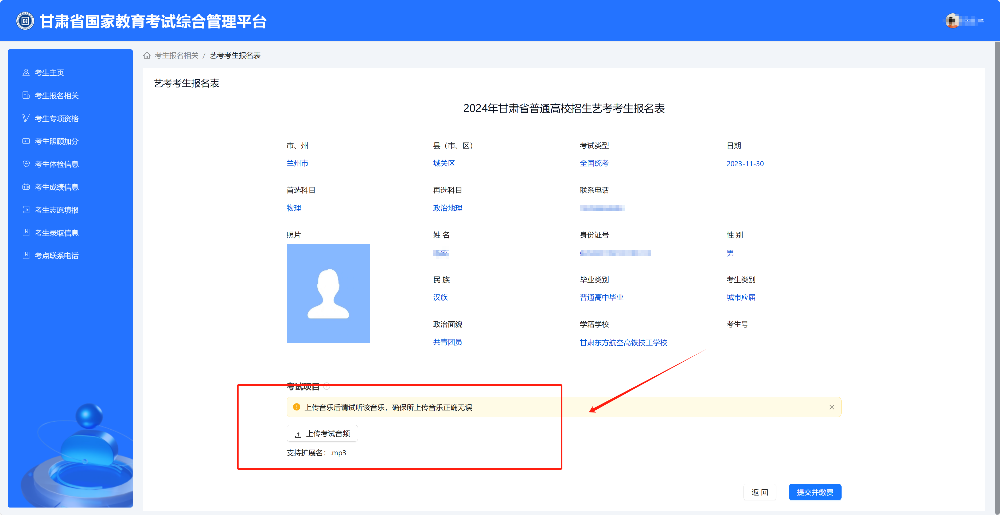 甘肃省国家教育考试综合管理平台
考生主页
考生报名相关
考生专项资格
考生照顾加分
考生体检信息
考生成绩信息
考生志愿填报
考生录取信息
考点联系电话
考生报名相关 / 艺考考生报名表
艺考考生报名表
2024年甘肃省普通高校招生艺考考生报名表
市、州 县（市、区） 考试类型 日期
兰州市 城关区 全国统考 2023-11-30
首选科目 再选科目 联系电话
物理 政治地理
照片 姓 名 身份证号 性 别
男
民 族 毕业类别 考生类别
汉族 普通高中毕业 城市应届
政治面貌 学籍学校 考生号
共青团员 甘肃东方航空高铁技工学校
考试项目
上传音乐后请试听该音乐，确保所上传音乐正确无误
上传考试音频
支持扩展名：.mp3
返 回 提交并缴费